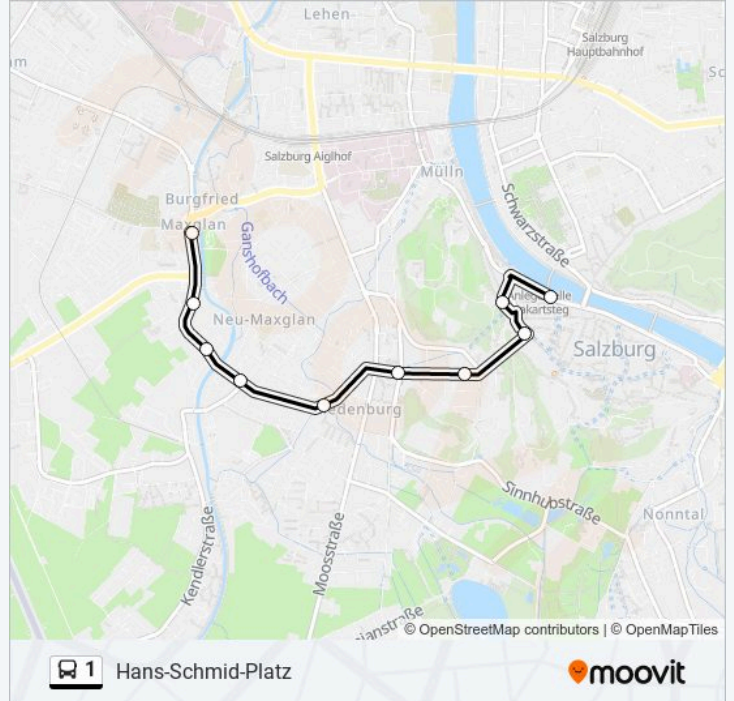 Lehen
Salzburg
Hauptbahnhof
Salzburg Aiglhof
Mülln
Burgfried
Maxglan
Schwarzstraße
Ganshofbach
Neu-Maxglan
Salzburg
Sinnhubstraße
Nonntal
Kendlerstraße
Moosstraße
© OpenStreetMap contributors | © OpenMapTiles
1 Hans-Schmid-Platz
moovit